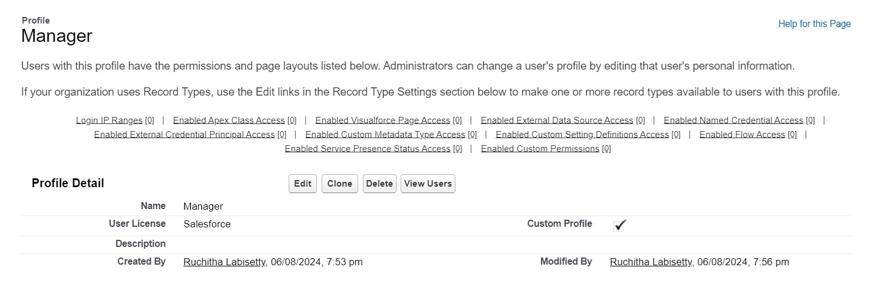 Profile
Manager
Help for this Page
Users with this profile have the permissions and page layouts listed below. Administrators can change a user's profile by editing that user's personal information.
If your organization uses Record Types, use the Edit links in the Record Type Settings section below to make one or more record types available to users with this profile.
Login IP Ranges [0] | Enabled Apex Class Access [0] | Enabled Visualforce Page Access [0] | Enabled External Data Source Access [0] | Enabled Named Credential Access [0] |
Enabled External Credential Principal Access [0] | Enabled Custom Metadata Type Access [0] | Enabled Custom Setting Definitions Access [0] | Enabled Flow Access [0] |
Enabled Service Presence Status Access [0] | Enabled Custom Permissions [0]
Profile Detail Edit Clone Delete View Users
Name Manager
User License Salesforce Custom Profile ✓
Description
Created By Ruchitha Labisetty, 06/08/2024, 7:53 pm Modified By Ruchitha Labisetty, 06/08/2024, 7:56 pm